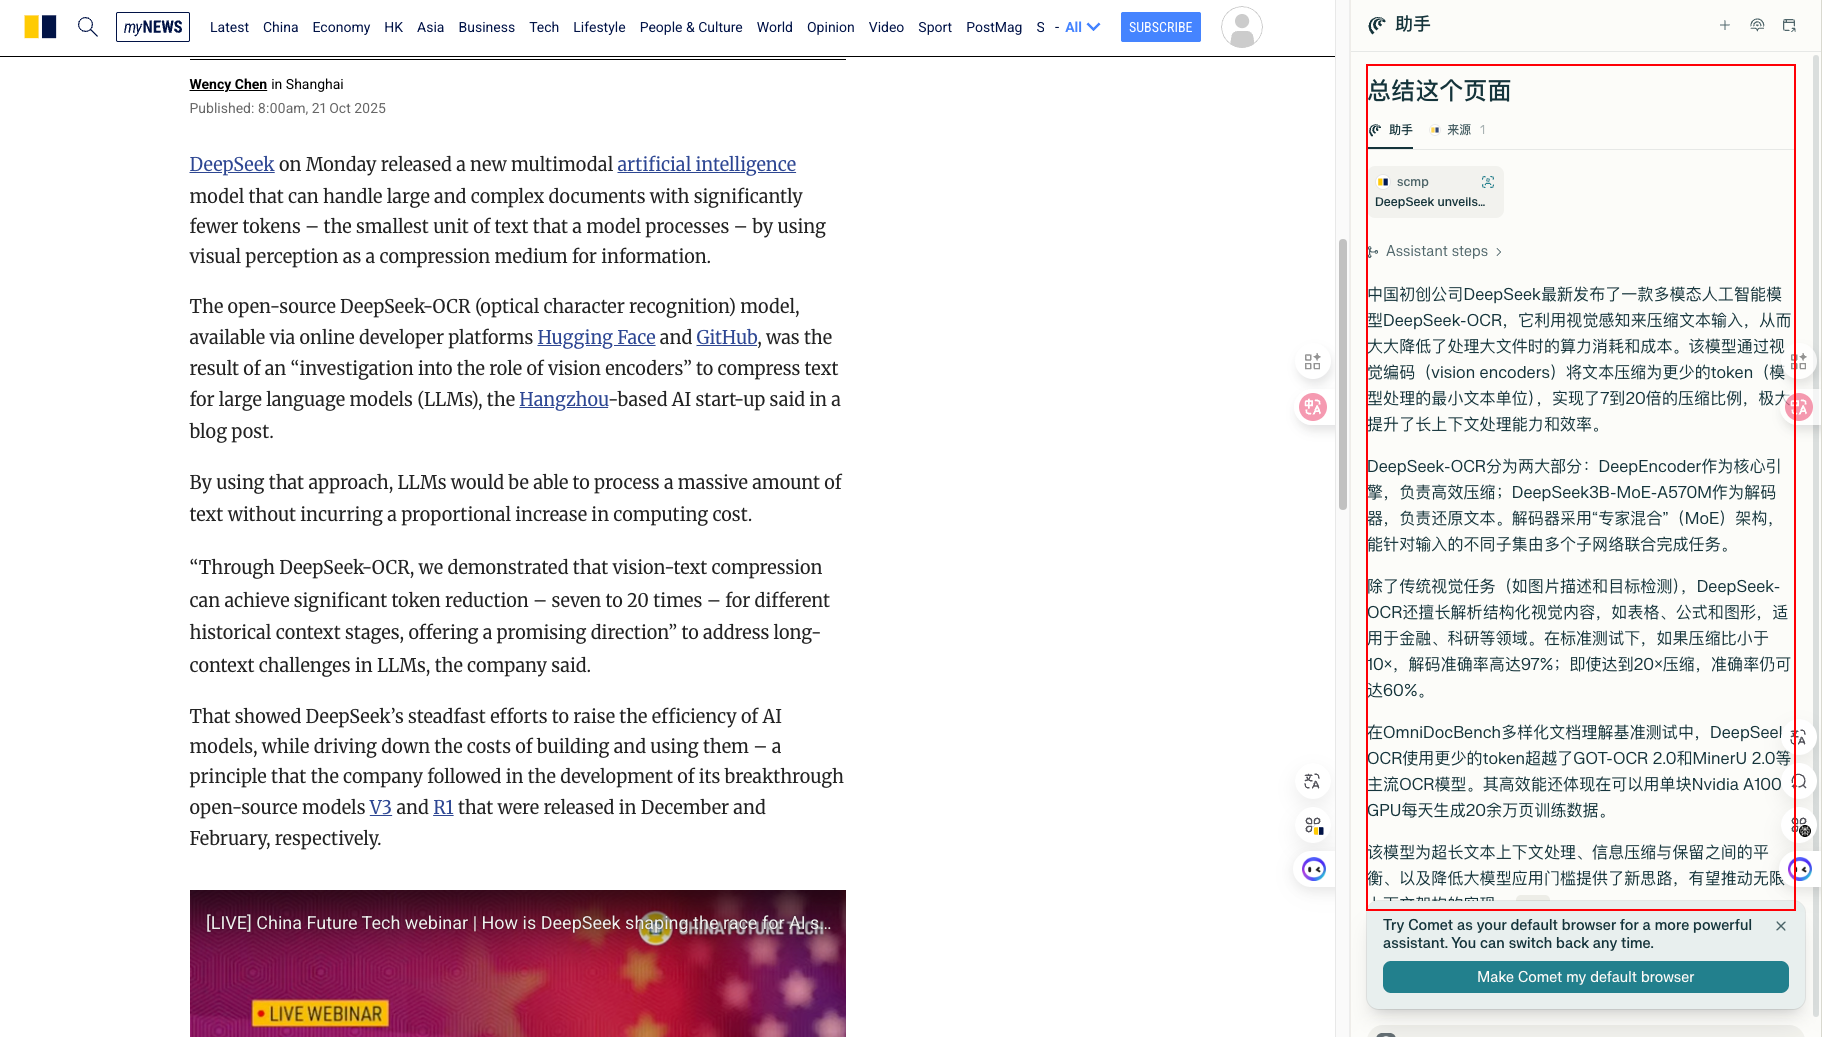 myNEWS
Latest
China
Economy
HK
Asia
Business
Tech
Lifestyle
People & Culture
World
Opinion
Video
Sport
PostMag
S
- All
SUBSCRIBE
Wency Chen in Shanghai
Published: 8:00am, 21 Oct 2025
DeepSeek on Monday released a new multimodal artificial intelligence
model that can handle large and complex documents with significantly
fewer tokens – the smallest unit of text that a model processes – by using
visual perception as a compression medium for information.
The open-source DeepSeek-OCR (optical character recognition) model,
available via online developer platforms Hugging Face and GitHub, was the
result of an “investigation into the role of vision encoders” to compress text
for large language models (LLMs), the Hangzhou-based AI start-up said in a
blog post.
By using that approach, LLMs would be able to process a massive amount of
text without incurring a proportional increase in computing cost.
“Through DeepSeek-OCR, we demonstrated that vision-text compression
can achieve significant token reduction – seven to 20 times – for different
historical context stages, offering a promising direction” to address long-
context challenges in LLMs, the company said.
That showed DeepSeek’s steadfast efforts to raise the efficiency of AI
models, while driving down the costs of building and using them – a
principle that the company followed in the development of its breakthrough
open-source models V3 and R1 that were released in December and
February, respectively.
[LIVE] China Future Tech webinar | How is DeepSeek shaping the race for AI s...
CHINA FUTURE TECH
• LIVE WEBINAR
助手
总结这个页面
助手
来源 1
scmp
DeepSeek unveils...
Assistant steps
中国初创公司DeepSeek最新发布了一款多模态人工智能模
型DeepSeek-OCR，它利用视觉感知来压缩文本输入，从而
大大降低了处理大文件时的算力消耗和成本。该模型通过视
觉编码（vision encoders）将文本压缩为更少的token（模
型处理的最小文本单位），实现了7到20倍的压缩比例，极大
提升了长上下文处理能力和效率。
DeepSeek-OCR分为两大部分：DeepEncoder作为核心引
擎，负责高效压缩；DeepSeek3B-MoE-A570M作为解码
器，负责还原文本。解码器采用“专家混合”（MoE）架构，
能针对输入的不同子集由多个子网络联合完成任务。
除了传统视觉任务（如图片描述和目标检测），DeepSeek-
OCR还擅长解析结构化视觉内容，如表格、公式和图形，适
用于金融、科研等领域。在标准测试下，如果压缩比小于
10×，解码准确率高达97%；即使达到20×压缩，准确率仍可
达60%。
在OmniDocBench多样化文档理解基准测试中，DeepSeek
OCR使用更少的token超越了GOT-OCR 2.0和MinerU 2.0等
主流OCR模型。其高效能还体现在可以用单块Nvidia A100
GPU每天生成20余万页训练数据。
该模型为超长文本上下文处理、信息压缩与保留之间的平
衡、以及降低大模型应用门槛提供了新思路，有望推动无限
上下文架构的实现。
Try Comet as your default browser for a more powerful
assistant. You can switch back any time.
Make Comet my default browser